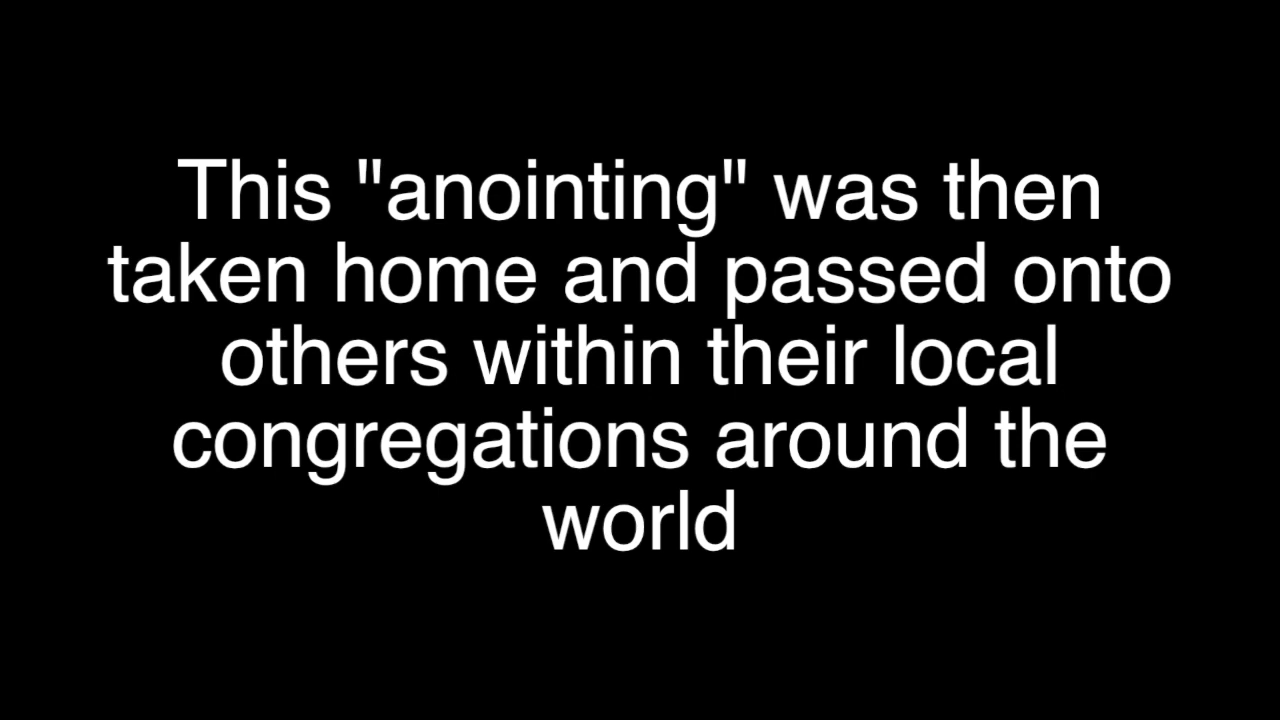 This "anointing" was then
taken home and passed onto
others within their local
congregations around the
world